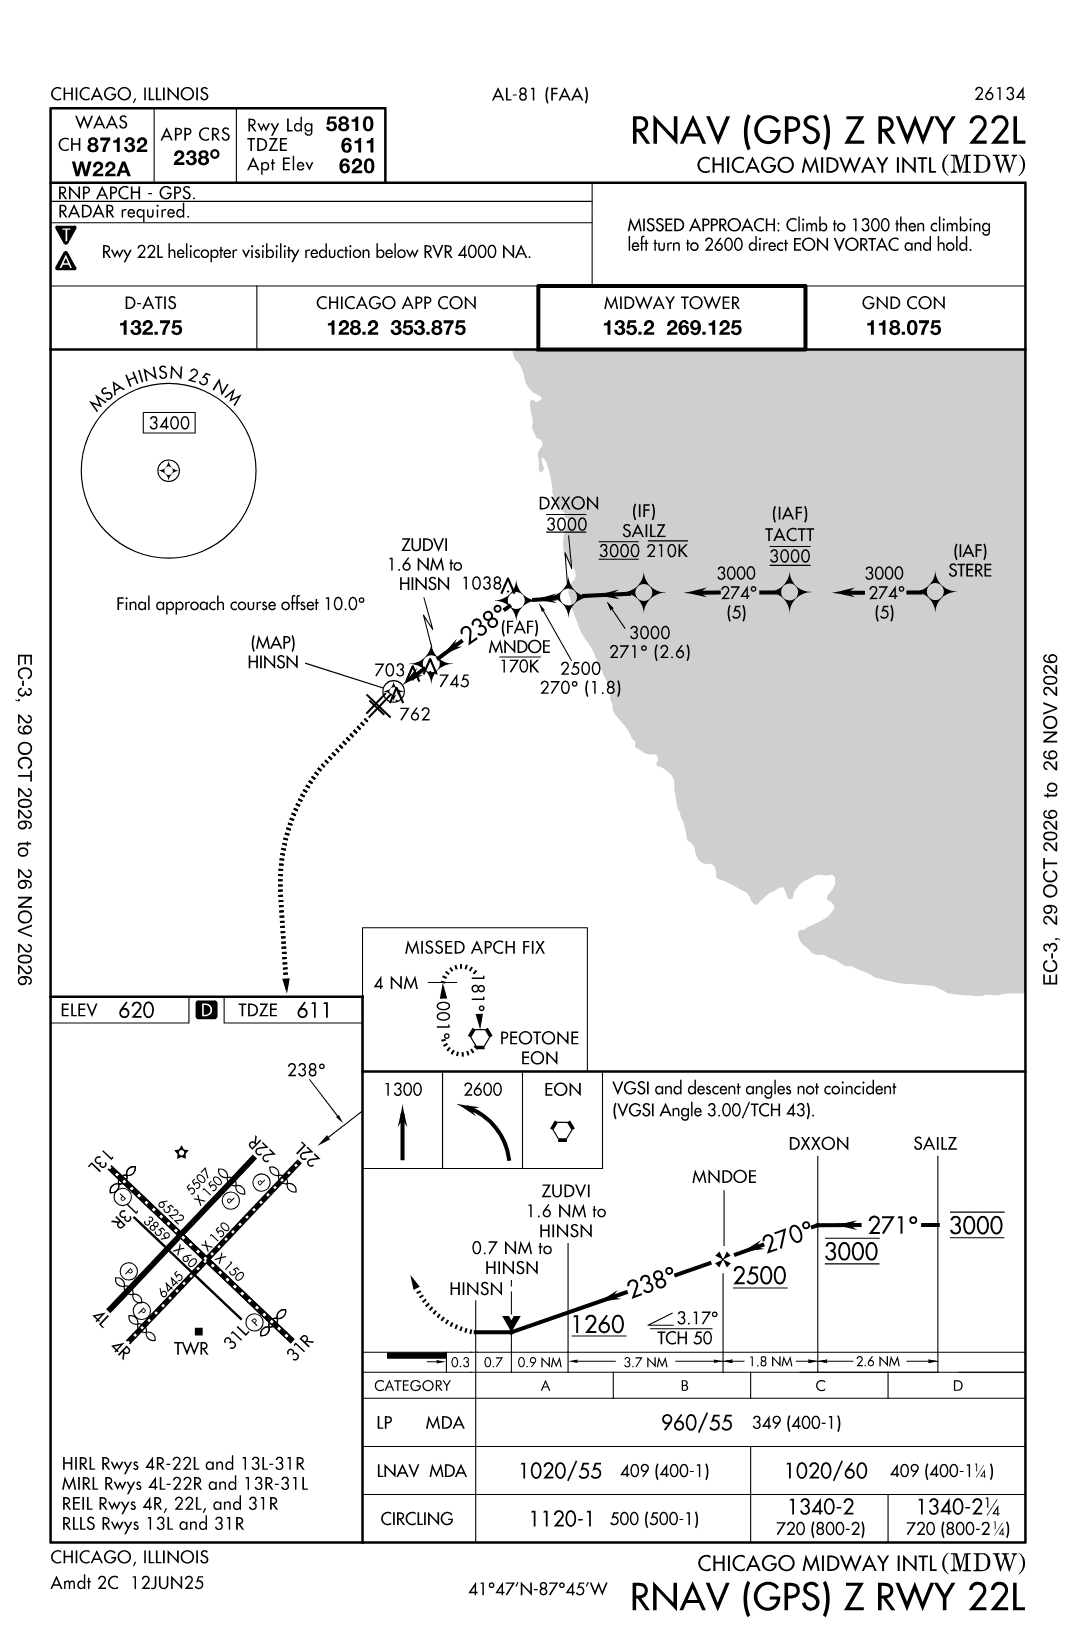 CHICAGO, ILLINOIS
AL-81 (FAA)
26134
WAAS
CH 87132
W22A
APP CRS
238°
Rwy Ldg 5810
TDZE 611
Apt Elev 620
RNAV (GPS) Z RWY 22L
CHICAGO MIDWAY INTL (MDW)
RNP APCH - GPS.
RADAR required.
T
A
Rwy 22L helicopter visibility reduction below RVR 4000 NA.
MISSED APPROACH: Climb to 1300 then climbing
left turn to 2600 direct EON VORTAC and hold.
D-ATIS
132.75
CHICAGO APP CON
128.2 353.875
MIDWAY TOWER
135.2 269.125
GND CON
118.075
MSA HINSN 25 NM
3400
DXXON
3000
(IF)
SAILZ
3000 210K
(IAF)
TACTT
3000
(IAF)
STERE
ZUDVI
1.6 NM to
HINSN
1038
3000
274°
(5)
3000
274°
(5)
Final approach course offset 10.0°
238°
(FAF)
MNDOE
170K
3000
271° (2.6)
2500
270° (1.8)
(MAP)
HINSN
703
745
762
EC-3, 29 OCT 2026 to 26 NOV 2026
EC-3, 29 OCT 2026 to 26 NOV 2026
MISSED APCH FIX
4 NM
181°
001°
PEOTONE
EON
ELEV 620
D
TDZE 611
238°
13L
22R
22L
5507
X 1500
P
P
P
13R
6522
3859
X 60
X 150
X 150
6445
P
P
P
4L
4R
TWR
31L
31R
HIRL Rwys 4R-22L and 13L-31R
MIRL Rwys 4L-22R and 13R-31L
REIL Rwys 4R, 22L, and 31R
RLLS Rwys 13L and 31R
1300
2600
EON
VGSI and descent angles not coincident
(VGSI Angle 3.00/TCH 43).
DXXON
SAILZ
MNDOE
ZUDVI
1.6 NM to
HINSN
0.7 NM to
HINSN
HINSN
271°
3000
270°
3000
238°
2500
1260
3.17°
TCH 50
0.3
0.7
0.9 NM
3.7 NM
1.8 NM
2.6 NM
CATEGORY A B C D
LP MDA 960/55 349 (400-1)
LNAV MDA 1020/55 409 (400-1) 1020/60 409 (400-1¼)
CIRCLING 1120-1 500 (500-1) 1340-2 720 (800-2) 1340-2¼ 720 (800-2¼)
CHICAGO, ILLINOIS
Amdt 2C 12JUN25
41°47'N-87°45'W
CHICAGO MIDWAY INTL (MDW)
RNAV (GPS) Z RWY 22L